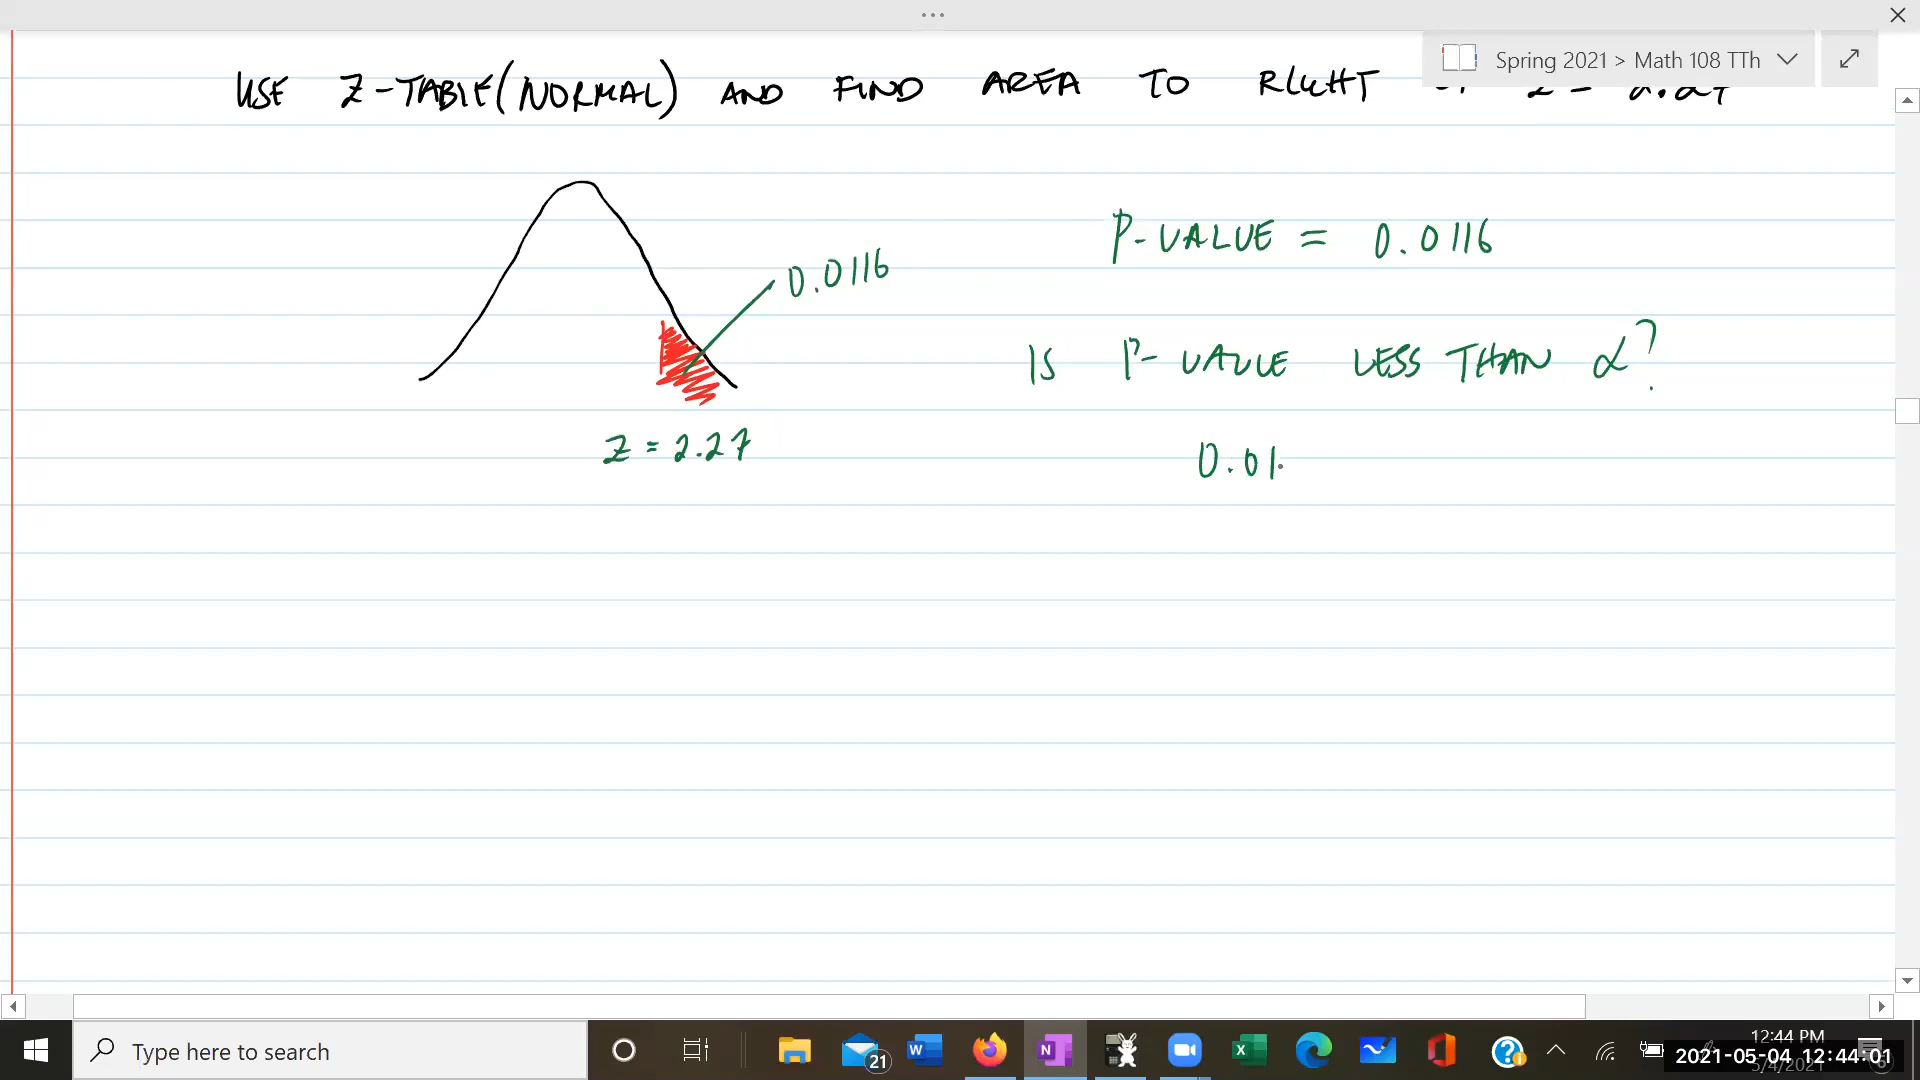 Spring 2021 > Math 108 TTh
USE Z-TABLE(NORMAL) AND FIND AREA TO RIGHT
P-VALUE = 0.0116
0.0116
IS P-VALUE LESS THAN α?
Z = 2.27
0.01
Type here to search
21
12:44 PM
2021-05-04 12:44:01